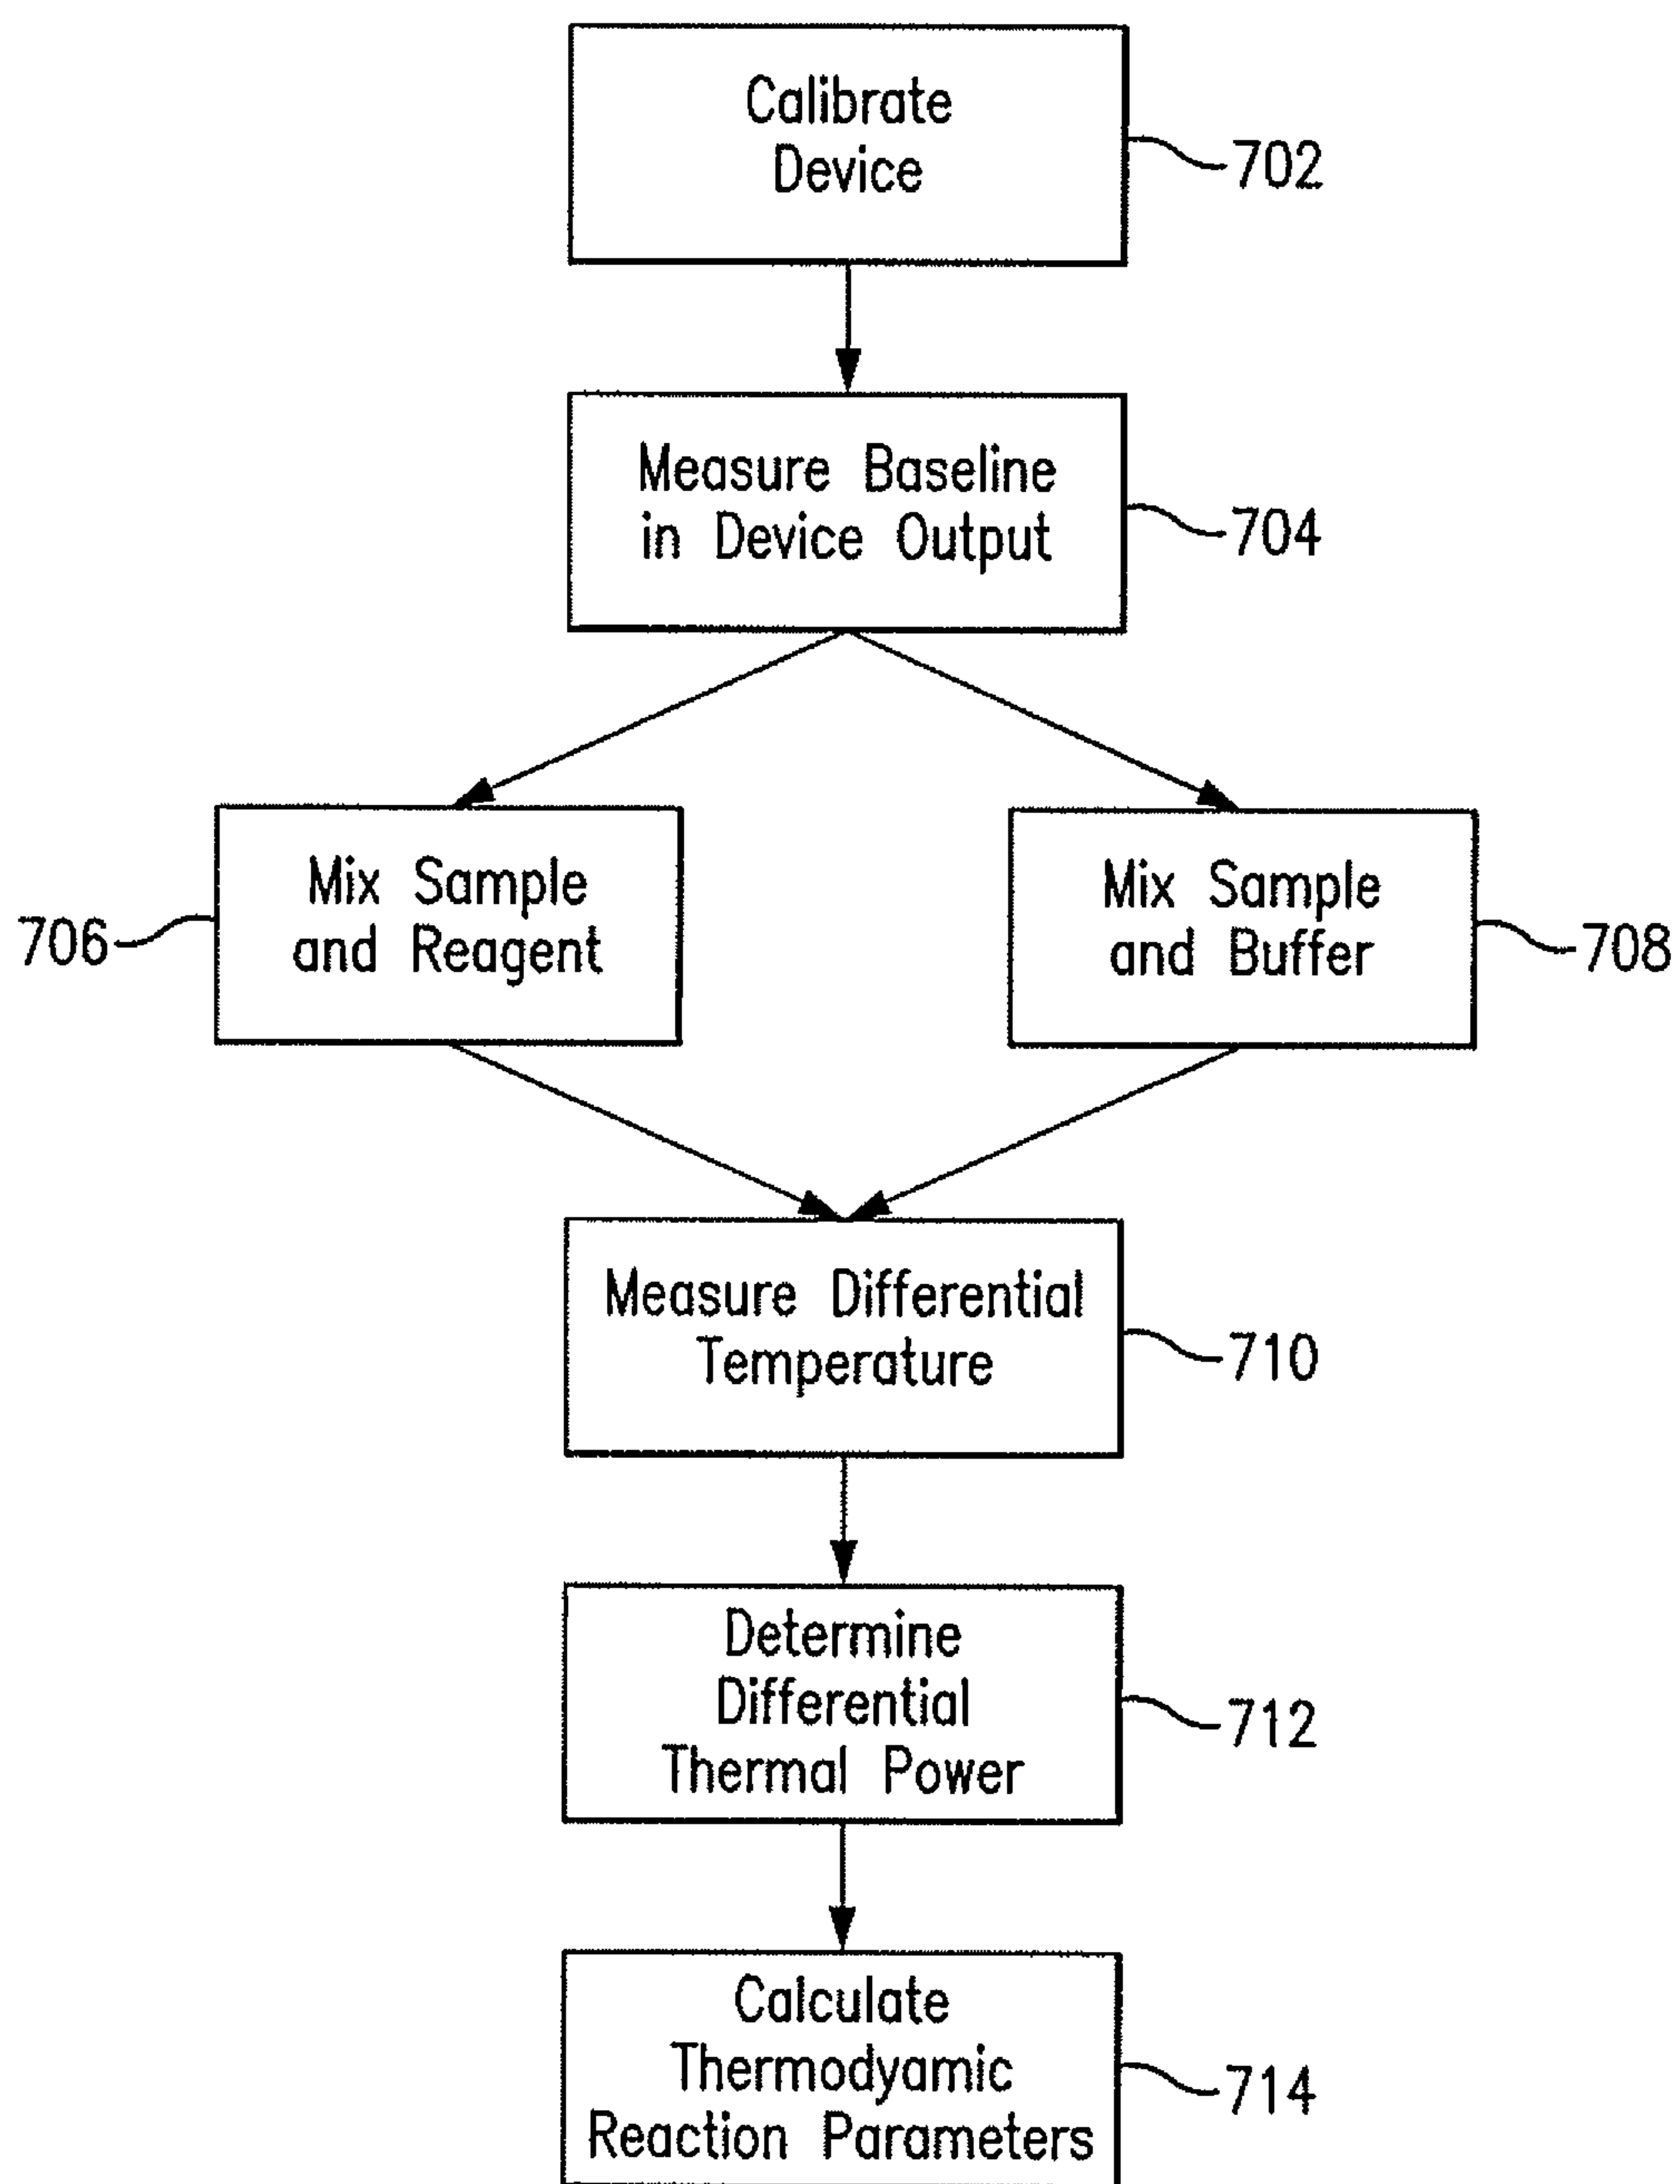 Calibrate
Device
702
Measure Baseline
in Device Output
704
Mix Sample
and Reagent
706
Mix Sample
and Buffer
708
Measure Differential
Temperature
710
Determine
Differential
Thermal Power
712
Calculate
Thermodyamic
Reaction Parameters
714